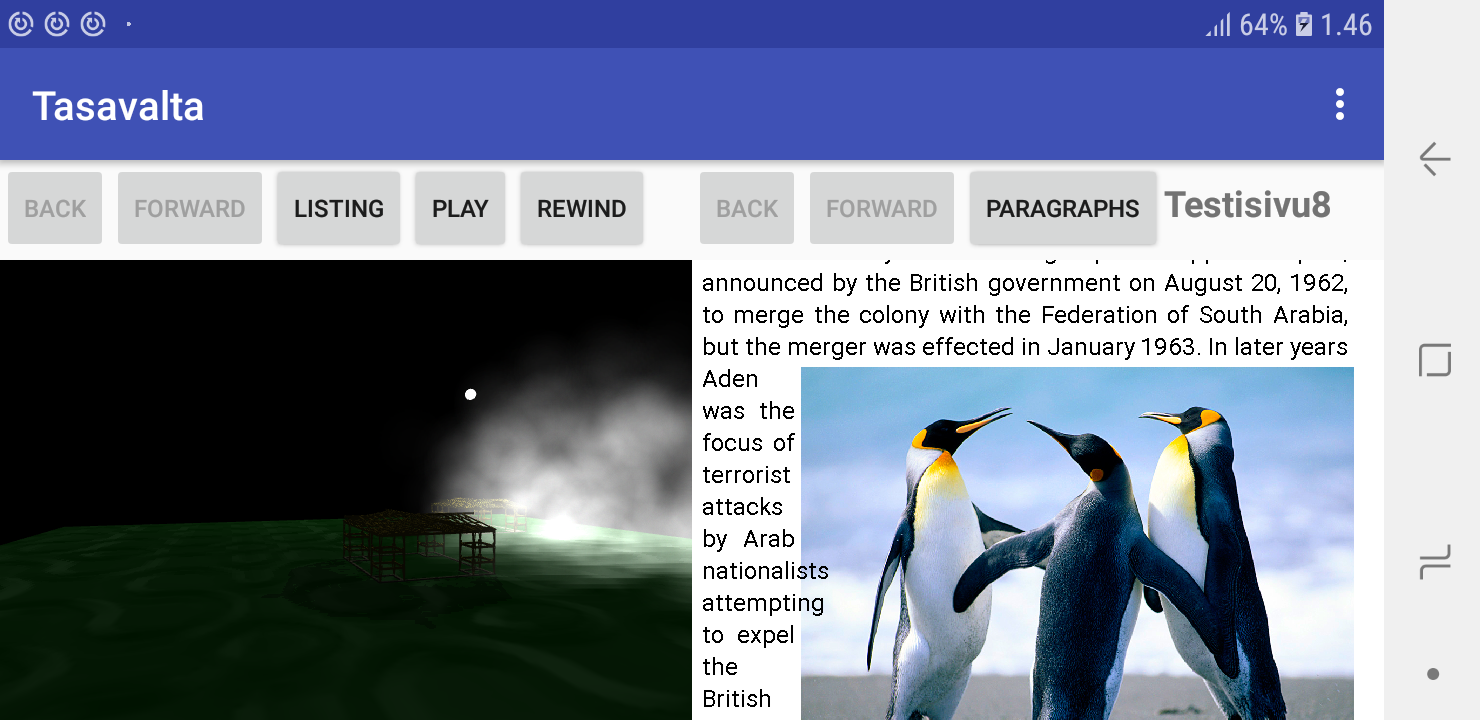 64% 1.46
Tasavalta
BACK FORWARD LISTING PLAY REWIND BACK FORWARD PARAGRAPHS Testisivu8
announced by the British government on August 20, 1962,
to merge the colony with the Federation of South Arabia,
but the merger was effected in January 1963. In later years
Aden
was the
focus of
terrorist
attacks
by Arab
nationalists
attempting
to expel
the
British